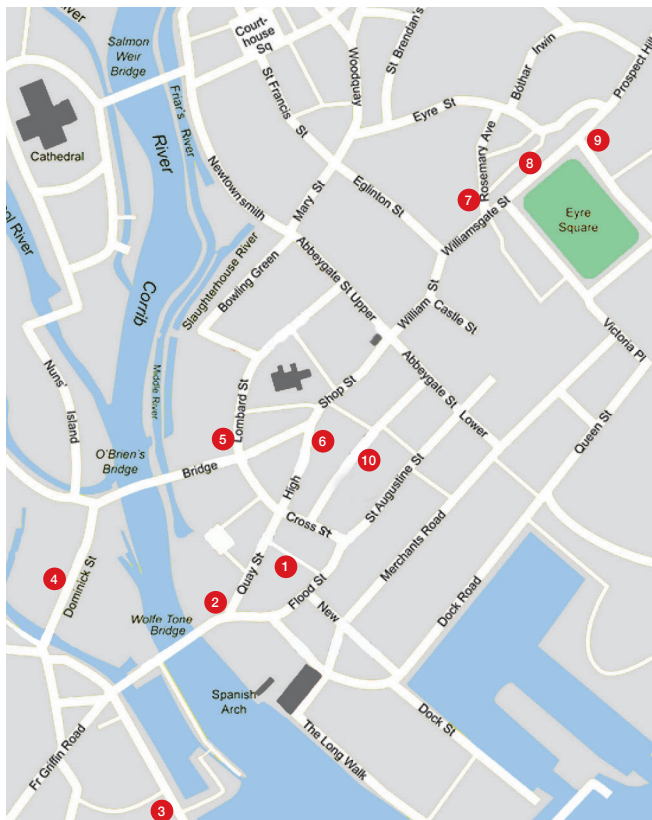 River
Salmon
Weir
Bridge
Court-
house
Sq
Woodquay
St Brendan's
Bóthar Irwin
Prospect Hill
St Francis St
Friar's River
River
Eyre St
Rosemary Ave
9
8
Cathedral
Newtownsmith
Mary St
Eglinton St
7
Williamsgate St
Eyre
Square
ol River
Corrib
Slaughterhouse River
Bowling Green
Abbeygate St Upper
William St
Castle St
Victoria Pl
Nuns'
Island
Middle River
Lombard St
Shop St
Abbeygate St Lower
Queen St
5
6
10
O'Brien's
Bridge
Bridge
High
St Augustine St
Cross St
Merchants Road
4
Dominick St
1
Quay St
2
Flood St
New
Dock Road
Wolfe Tone
Bridge
Spanish
Arch
Dock St
The Long Walk
Fr Griffin Road
3